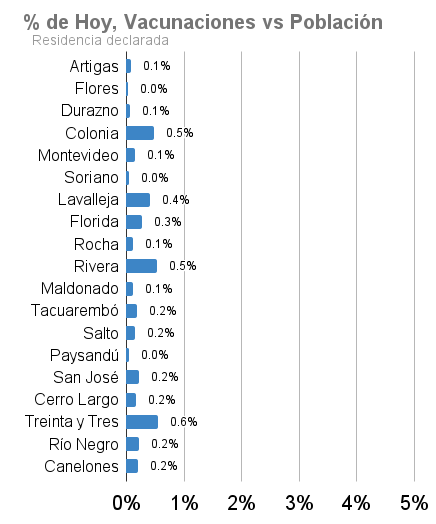 % de Hoy, Vacunaciones vs Población
Residencia declarada
Artigas 0.1%
Flores 0.0%
Durazno 0.1%
Colonia 0.5%
Montevideo 0.1%
Soriano 0.0%
Lavalleja 0.4%
Florida 0.3%
Rocha 0.1%
Rivera 0.5%
Maldonado 0.1%
Tacuarembó 0.2%
Salto 0.2%
Paysandú 0.0%
San José 0.2%
Cerro Largo 0.2%
Treinta y Tres 0.6%
Río Negro 0.2%
Canelones 0.2%
0% 1% 2% 3% 4% 5%